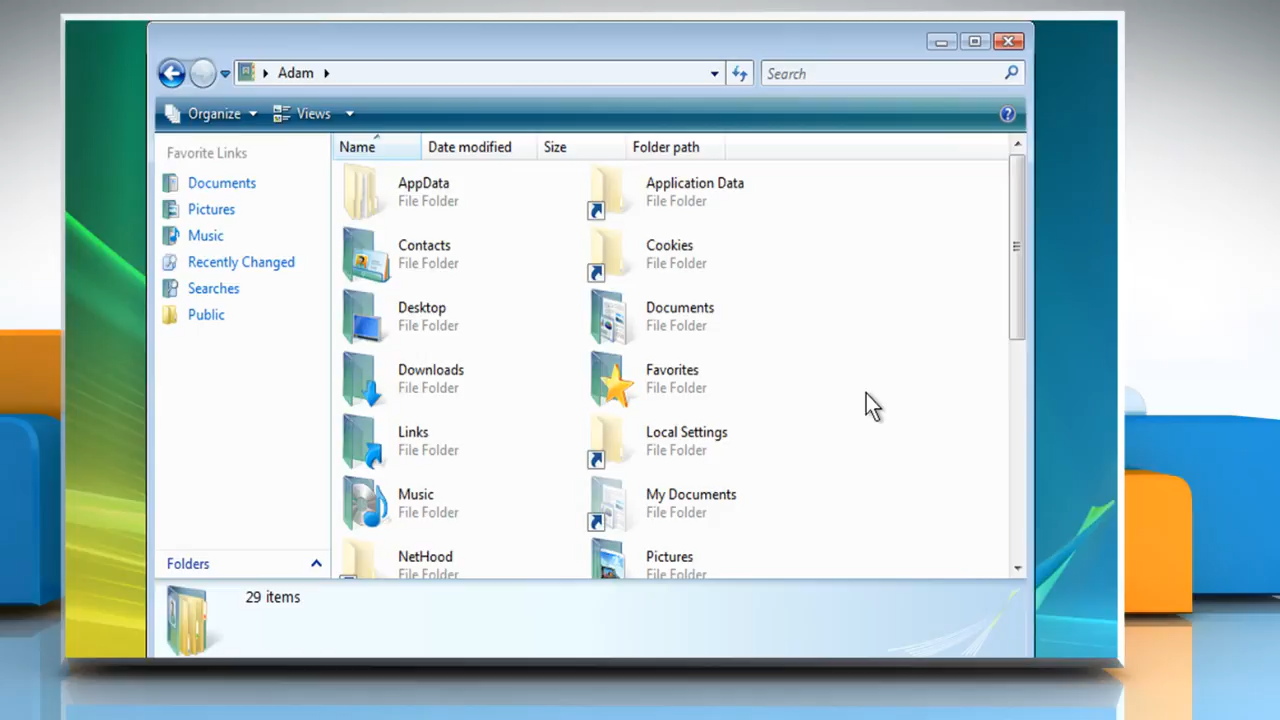 Adam
Search
Organize
Views
Name
Date modified
Size
Folder path
Favorite Links
Documents
Pictures
Music
Recently Changed
Searches
Public
Folders
AppData
File Folder
Application Data
File Folder
Contacts
File Folder
Cookies
File Folder
Desktop
File Folder
Documents
File Folder
Downloads
File Folder
Favorites
File Folder
Links
File Folder
Local Settings
File Folder
Music
File Folder
My Documents
File Folder
NetHood
File Folder
Pictures
File Folder
29 items